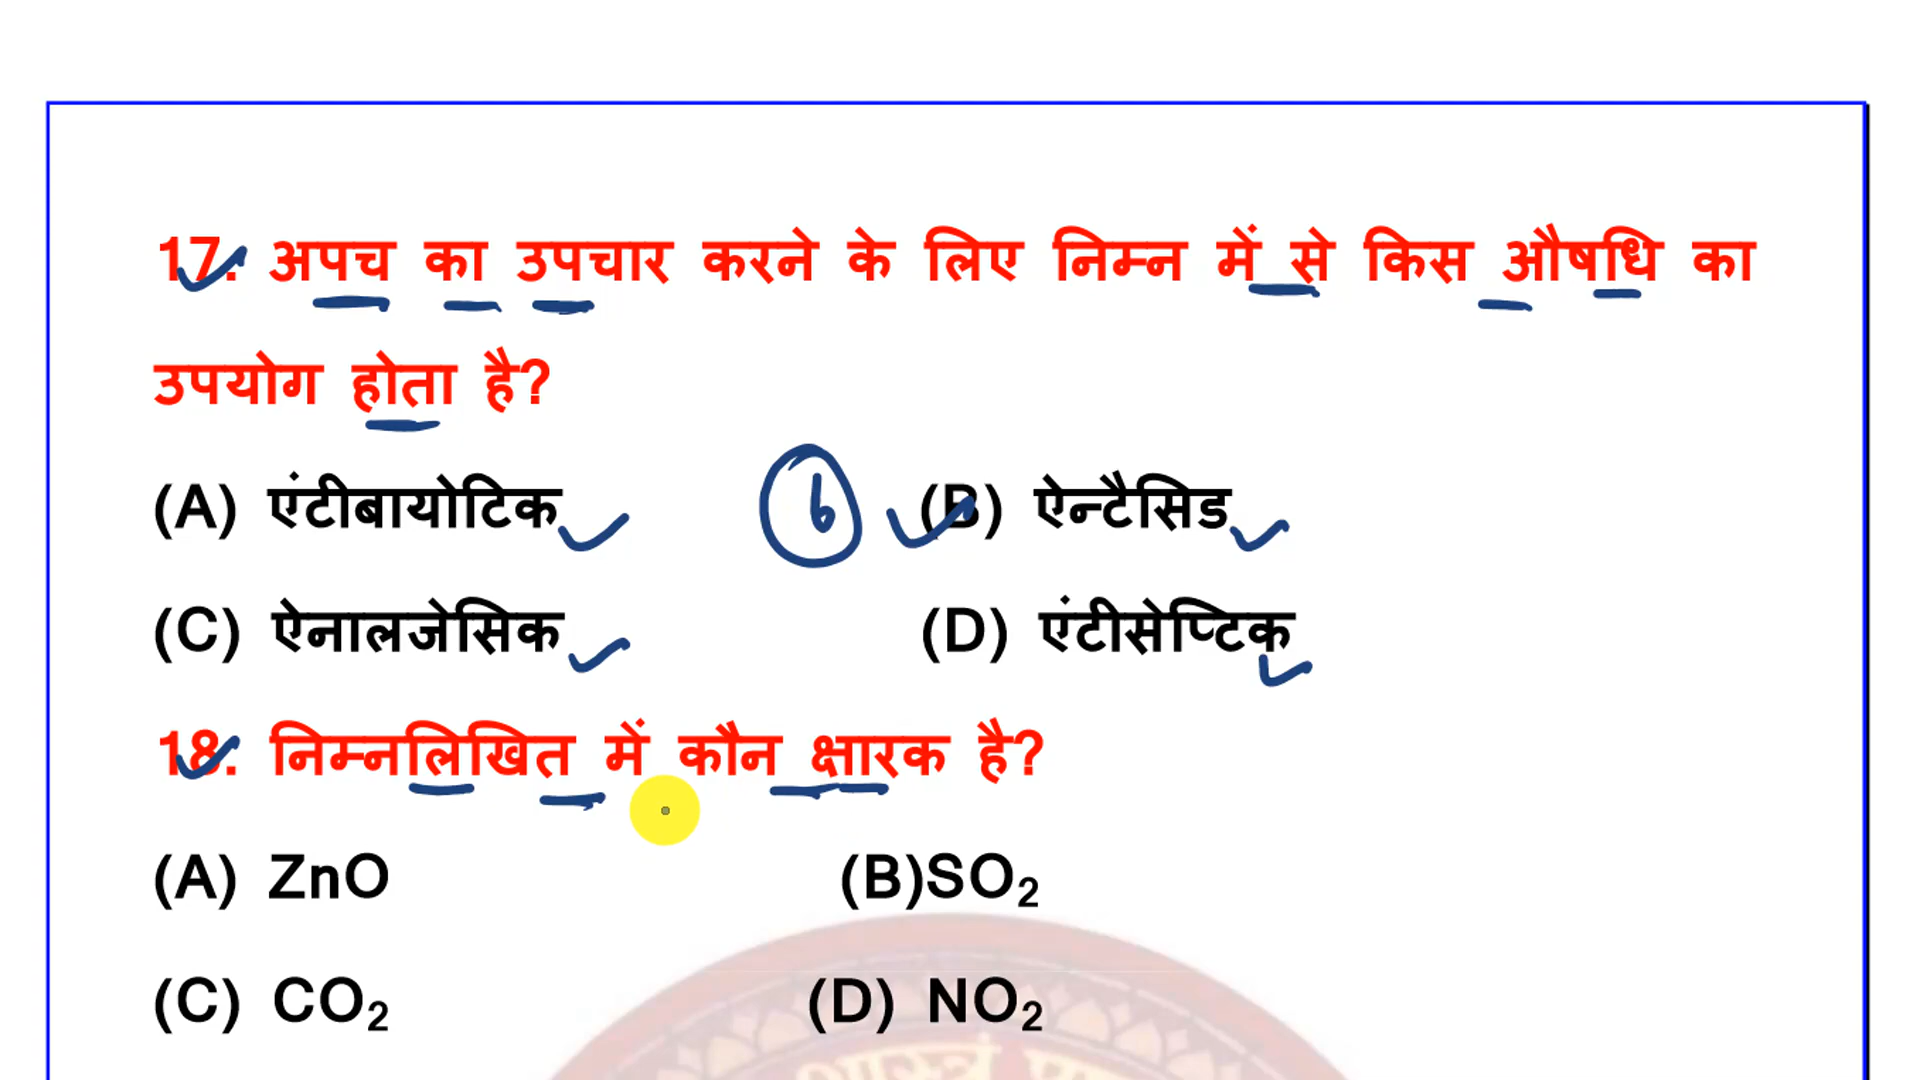 17. अपच का उपचार करने के लिए निम्न में से किस औषधि का
उपयोग होता है?
(A) एंटीबायोटिक b (B) ऐन्टैसिड
(C) ऐनालजेसिक (D) एंटीसेप्टिक
18. निम्नलिखित में कौन क्षारक है?
(A) ZnO (B)SO₂
(C) CO₂ (D) NO₂